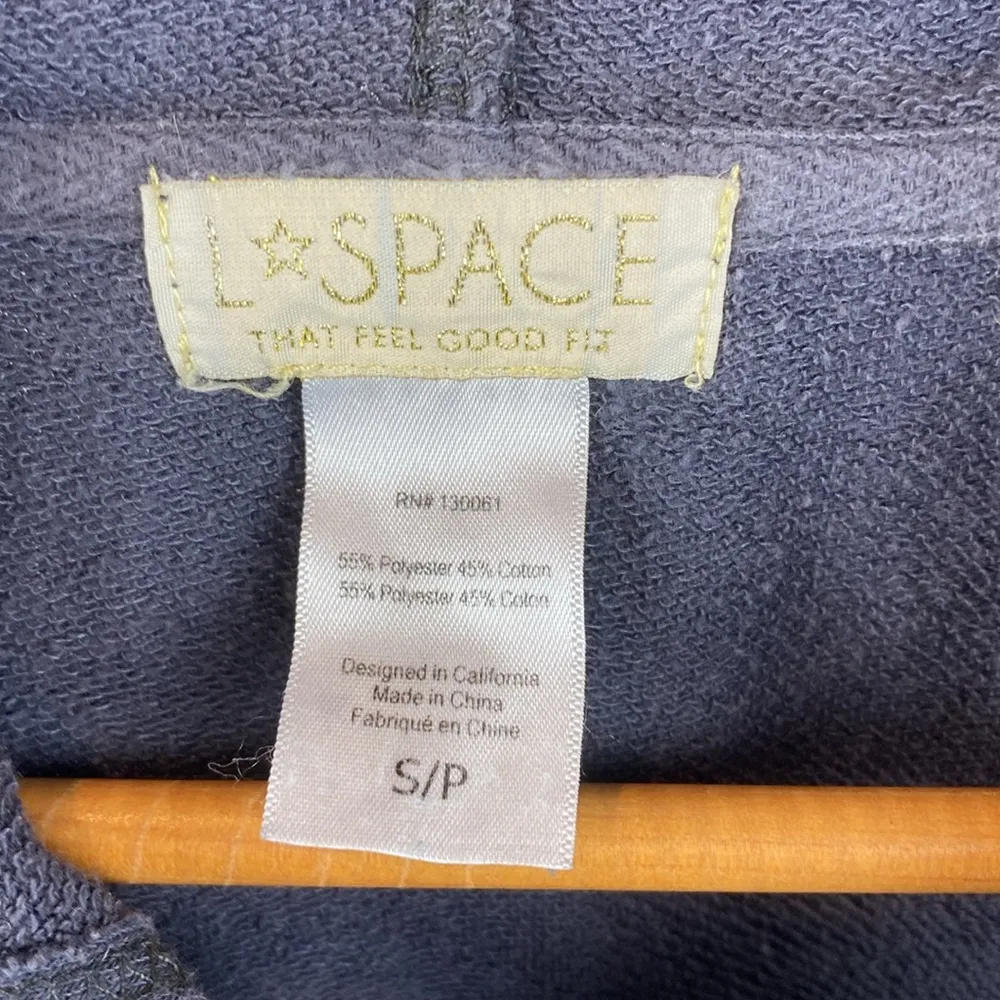 L☆SPACE
THAT FEEL GOOD FIT
RN# 130061
55% Polyester 45% Cotton
55% Polyester 45% Coton
Designed in California
Made in China
Fabriqué en Chine
S/P